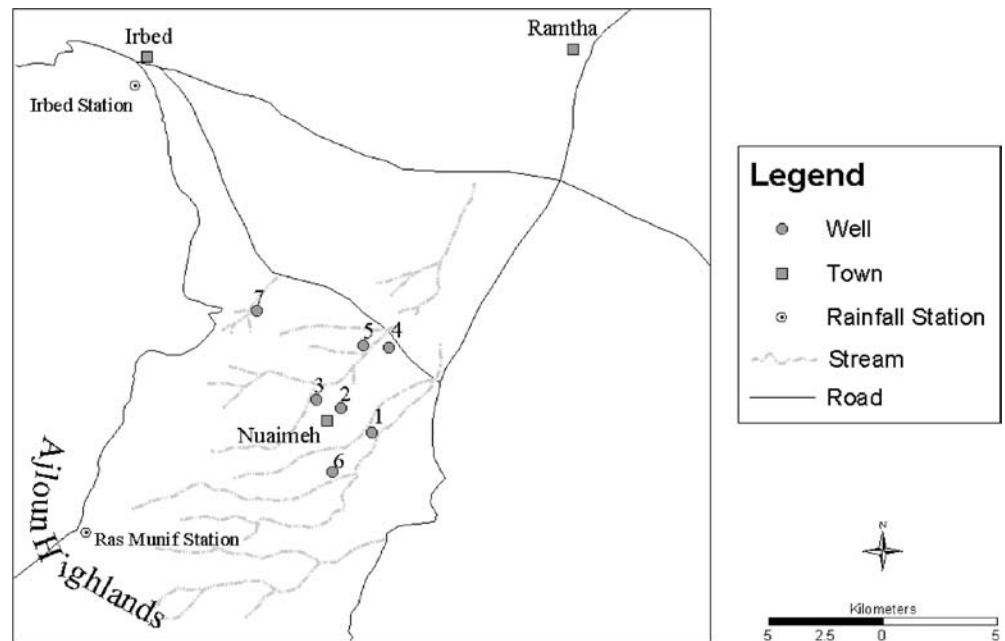 Irbed
Ramtha
Irbed Station
7
5 4
3
2
Nuaimeh
1
6
Ras Munif Station
Ajloun Highlands
Legend
Well
Town
Rainfall Station
Stream
Road
N
Kilometers
5 2.5 0 5